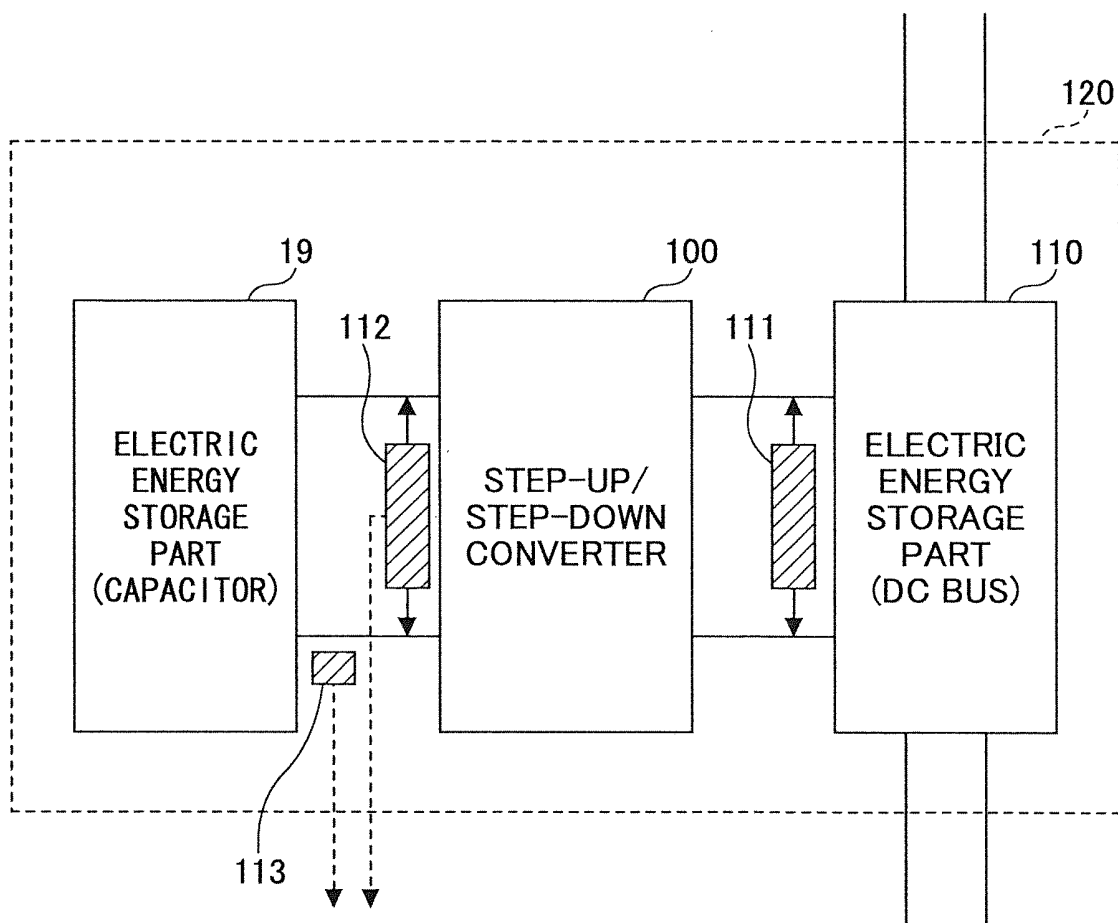 120
19
100
110
112
111
ELECTRIC
ENERGY
STORAGE
PART
(CAPACITOR)
STEP-UP/
STEP-DOWN
CONVERTER
ELECTRIC
ENERGY
STORAGE
PART
(DC BUS)
113